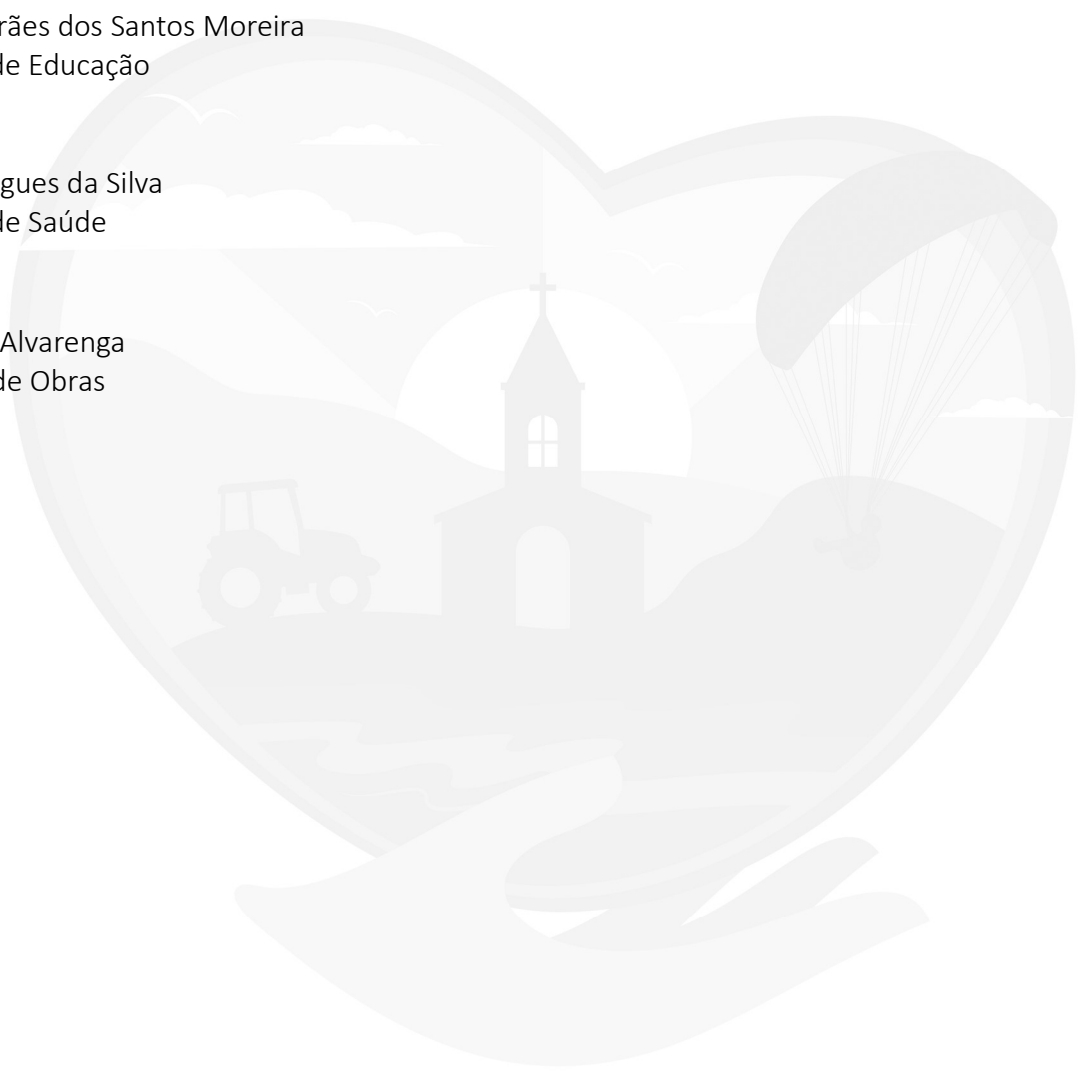 rães dos Santos Moreira
de Educação
gues da Silva
de Saúde
Alvarenga
de Obras